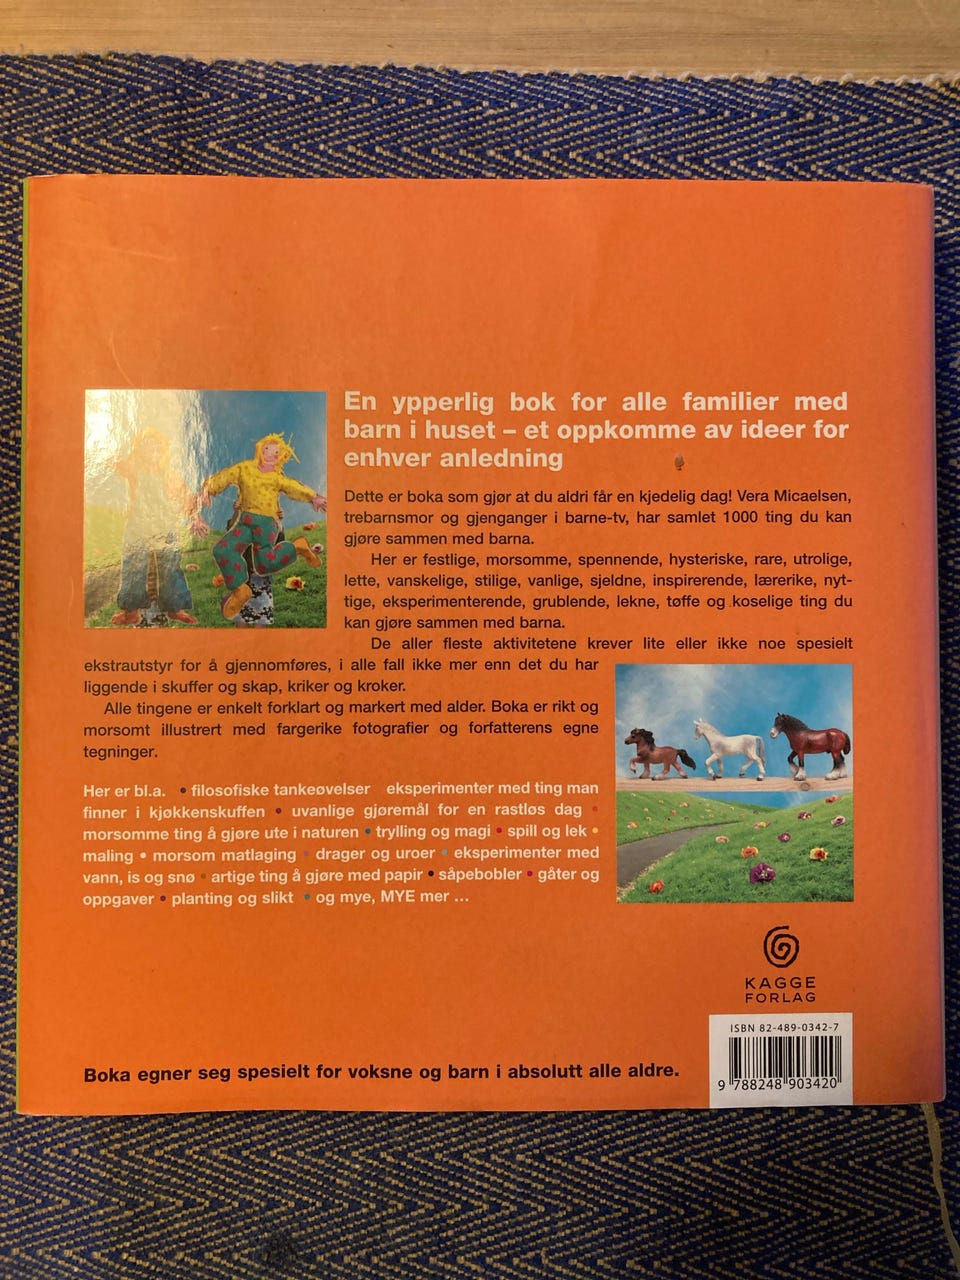 En ypperlig bok for alle familier med
barn i huset – et oppkomme av ideer for
enhver anledning
Dette er boka som gjør at du aldri får en kjedelig dag! Vera Micaelsen,
trebarnsmor og gjenganger i barne-tv, har samlet 1000 ting du kan
gjøre sammen med barna.
Her er festlige, morsomme, spennende, hysteriske, rare, utrolige,
lette, vanskelige, stilige, vanlige, sjeldne, inspirerende, lærerike, nyt-
tige, eksperimenterende, grublende, lekne, tøffe og koselige ting du
kan gjøre sammen med barna.
De aller fleste aktivitetene krever lite eller ikke noe spesielt
ekstrautstyr for å gjennomføres, i alle fall ikke mer enn det du har
liggende i skuffer og skap, kriker og kroker.
Alle tingene er enkelt forklart og markert med alder. Boka er rikt og
morsomt illustrert med fargerike fotografier og forfatterens egne
tegninger.
Her er bl.a. • filosofiske tankeøvelser eksperimenter med ting man
finner i kjøkkenskuffen • uvanlige gjøremål for en rastløs dag •
morsomme ting å gjøre ute i naturen • trylling og magi • spill og lek •
maling • morsom matlaging • drager og uroer • eksperimenter med
vann, is og snø • artige ting å gjøre med papir • såpebobler • gåter og
oppgaver • planting og slikt • og mye, MYE mer ...
KAGGE
FORLAG
ISBN 82-489-0342-7
9 788248 903420
Boka egner seg spesielt for voksne og barn i absolutt alle aldre.